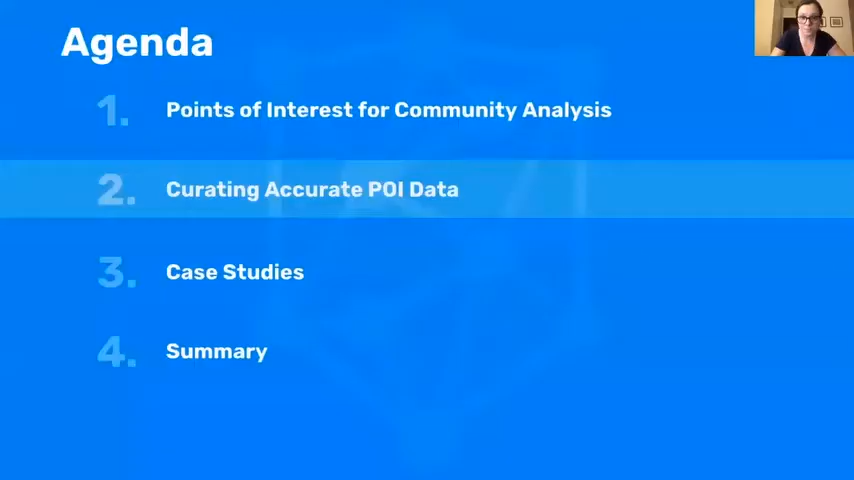 Agenda
1. Points of Interest for Community Analysis
2. Curating Accurate POI Data
3. Case Studies
4. Summary